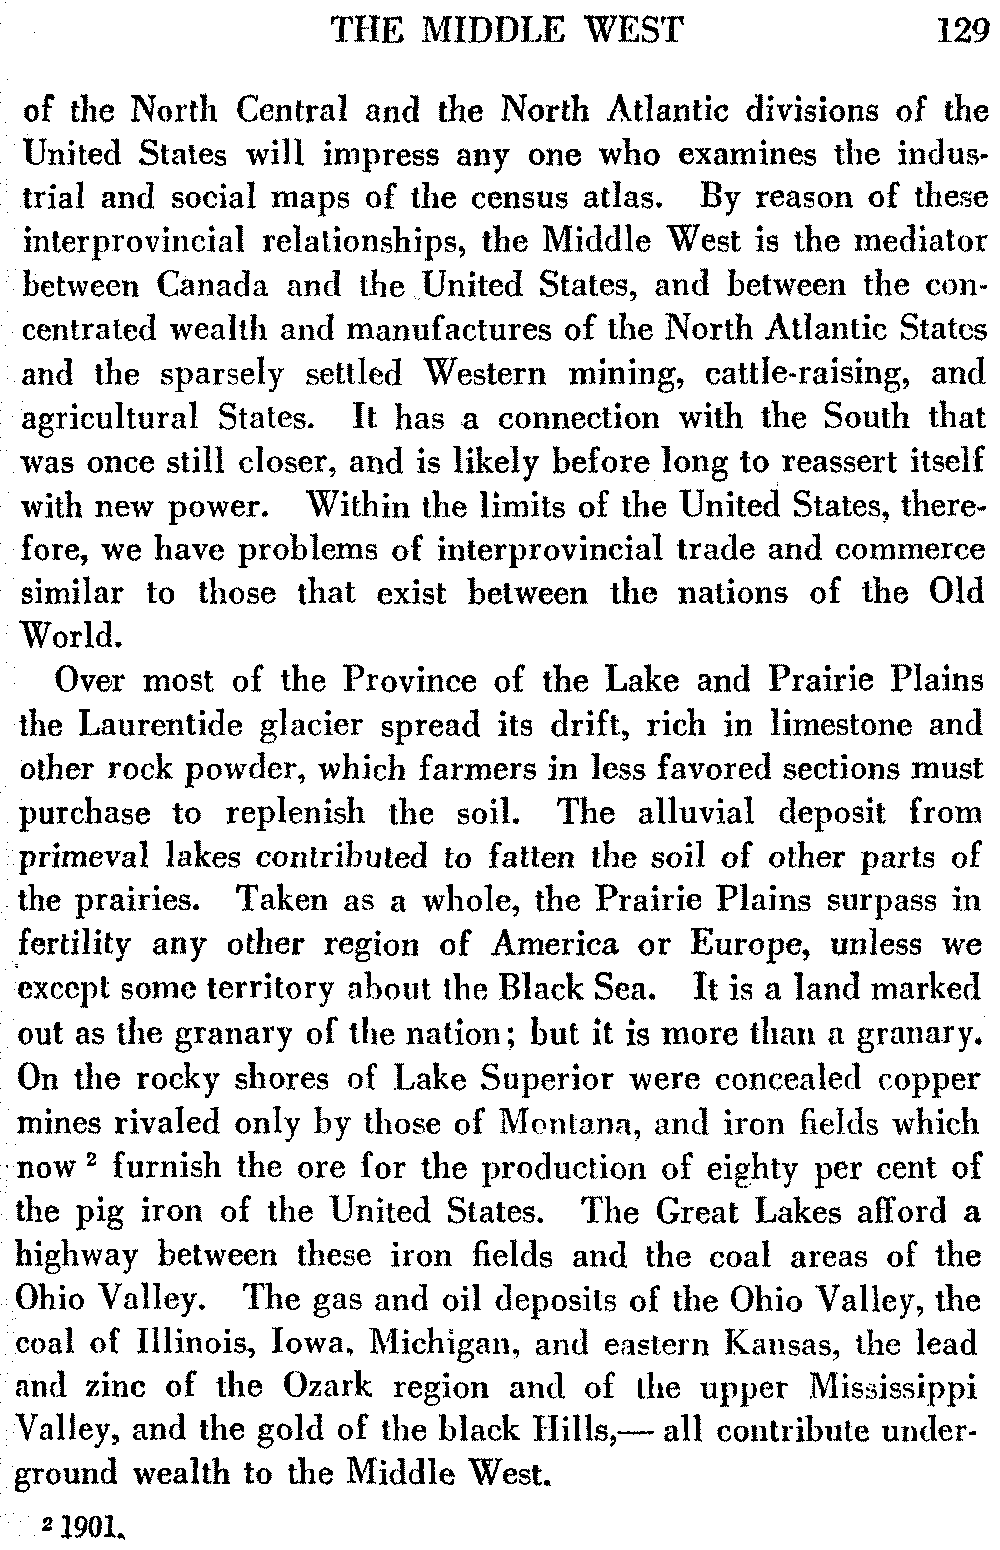 THE MIDDLE WEST 129
of the North Central and the North Atlantic divisions of the
United States will impress any one who examines the indus-
trial and social maps of the census atlas. By reason of these
interprovincial relationships, the Middle West is the mediator
between Canada and the United States, and between the con-
centrated wealth and manufactures of the North Atlantic States
and the sparsely settled Western mining, cattle-raising, and
agricultural States. It has a connection with the South that
was once still closer, and is likely before long to reassert itself
with new power. Within the limits of the United States, there-
fore, we have problems of interprovincial trade and commerce
similar to those that exist between the nations of the Old
World.
Over most of the Province of the Lake and Prairie Plains
the Laurentide glacier spread its drift, rich in limestone and
other rock powder, which farmers in less favored sections must
purchase to replenish the soil. The alluvial deposit from
primeval lakes contributed to fatten the soil of other parts of
the prairies. Taken as a whole, the Prairie Plains surpass in
fertility any other region of America or Europe, unless we
except some territory about the Black Sea. It is a land marked
out as the granary of the nation; but it is more than a granary.
On the rocky shores of Lake Superior were concealed copper
mines rivaled only by those of Montana, and iron fields which
now ² furnish the ore for the production of eighty per cent of
the pig iron of the United States. The Great Lakes afford a
highway between these iron fields and the coal areas of the
Ohio Valley. The gas and oil deposits of the Ohio Valley, the
coal of Illinois, Iowa, Michigan, and eastern Kansas, the lead
and zinc of the Ozark region and of the upper Mississippi
Valley, and the gold of the black Hills,— all contribute under-
ground wealth to the Middle West.
² 1901.